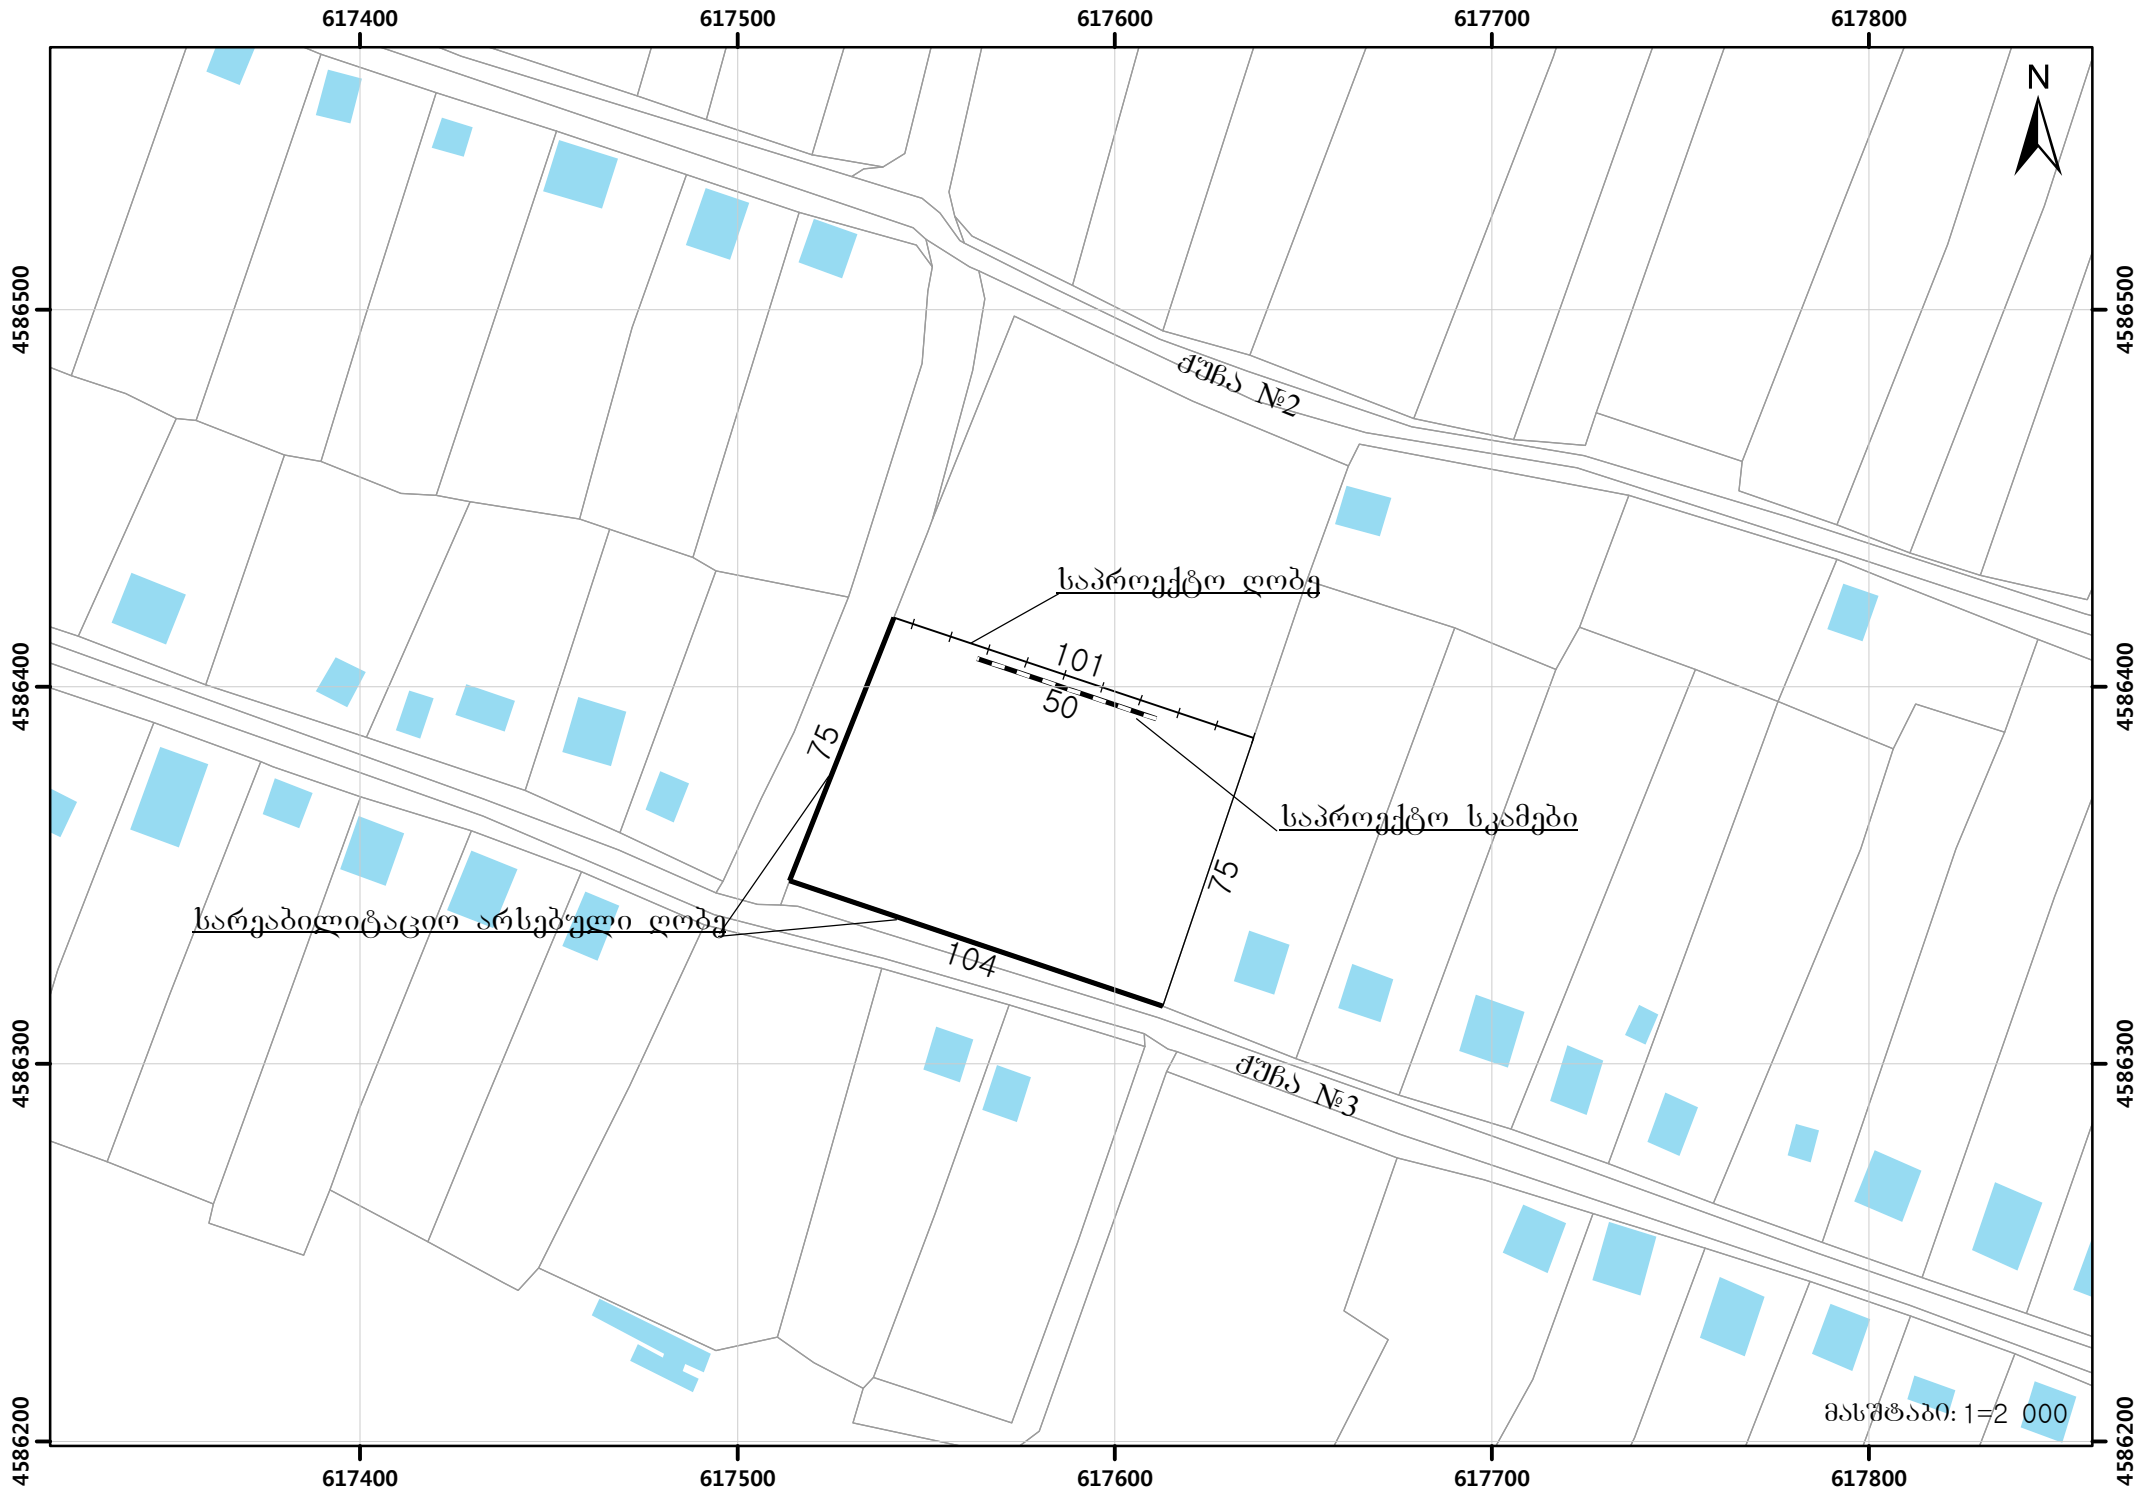 617400 617500 617600 617700 617800
N
4586500 4586500
ქუჩა №2
საპროექტო ღობე
101
50
4586400 4586400
75
საპროექტო სკამები
75
სარეაბილიტაციო არსებული ღობე
104
4586300 4586300
ქუჩა №3
მასშტაბი: 1=2 000
4586200 4586200
617400 617500 617600 617700 617800